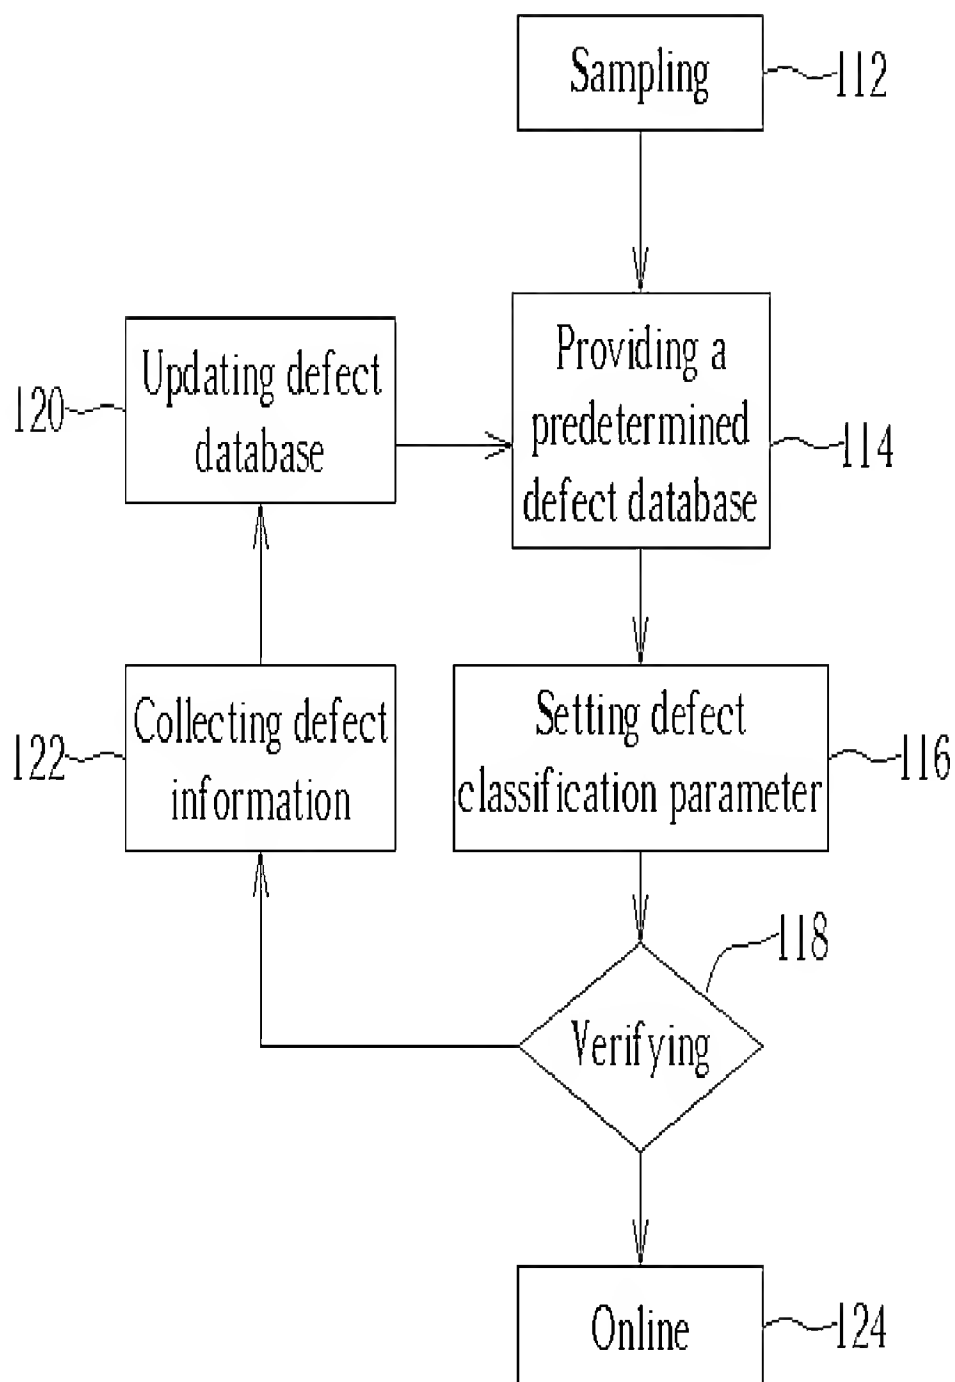 Sampling
112
Providing a
predetermined
defect database
114
Updating defect
database
120
Setting defect
classification parameter
116
Collecting defect
information
122
Verifying
118
Online
124